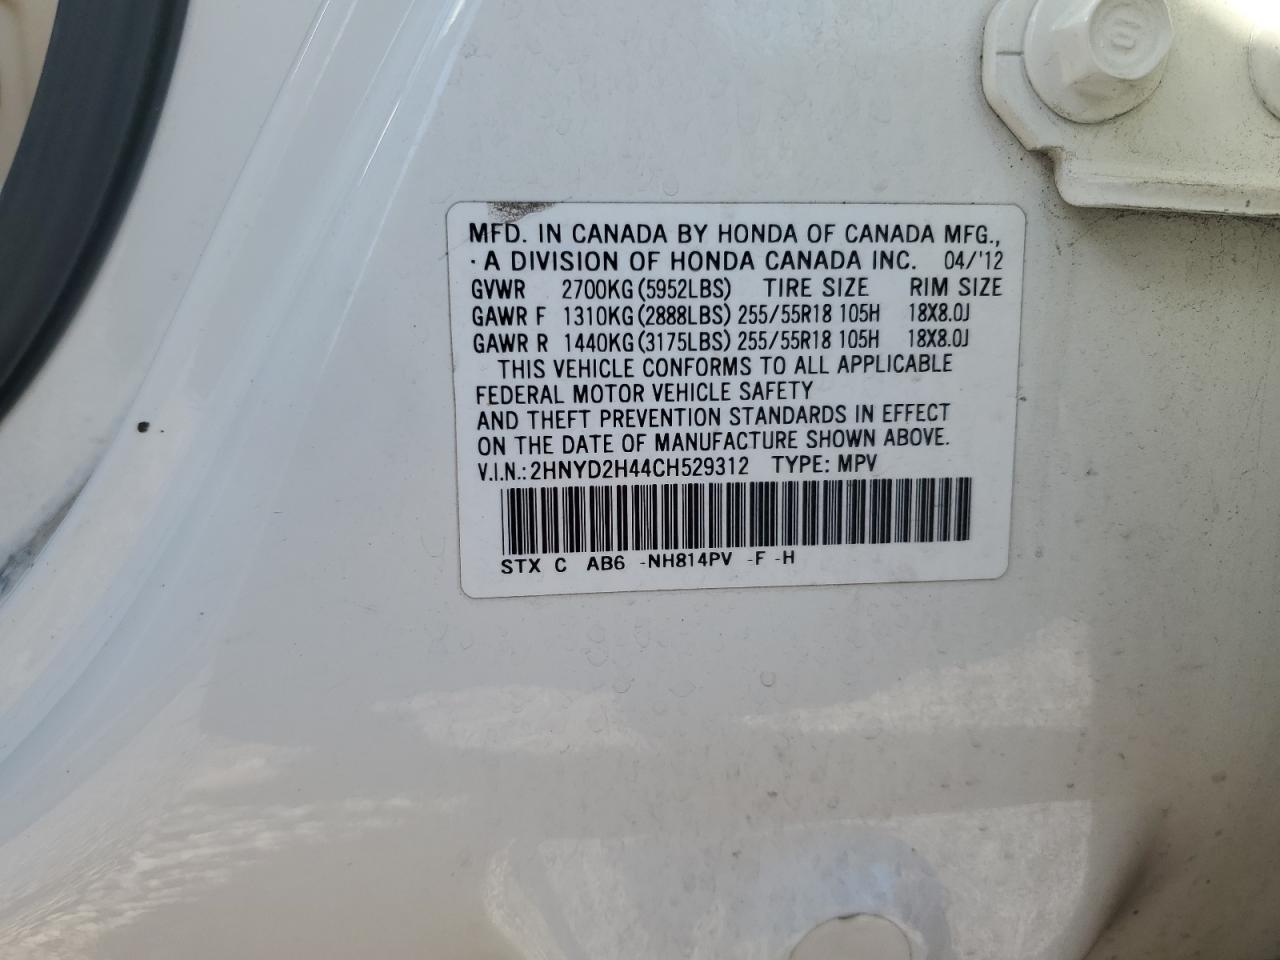 MFD. IN CANADA BY HONDA OF CANADA MFG.,
· A DIVISION OF HONDA CANADA INC. 04/'12
GVWR 2700KG (5952LBS) TIRE SIZE RIM SIZE
GAWR F 1310KG (2888LBS) 255/55R18 105H 18X8.0J
GAWR R 1440KG (3175LBS) 255/55R18 105H 18X8.0J
THIS VEHICLE CONFORMS TO ALL APPLICABLE
FEDERAL MOTOR VEHICLE SAFETY
AND THEFT PREVENTION STANDARDS IN EFFECT
ON THE DATE OF MANUFACTURE SHOWN ABOVE.
V.I.N.: 2HNYD2H44CH529312 TYPE: MPV
STX C AB6 -NH814PV -F -H